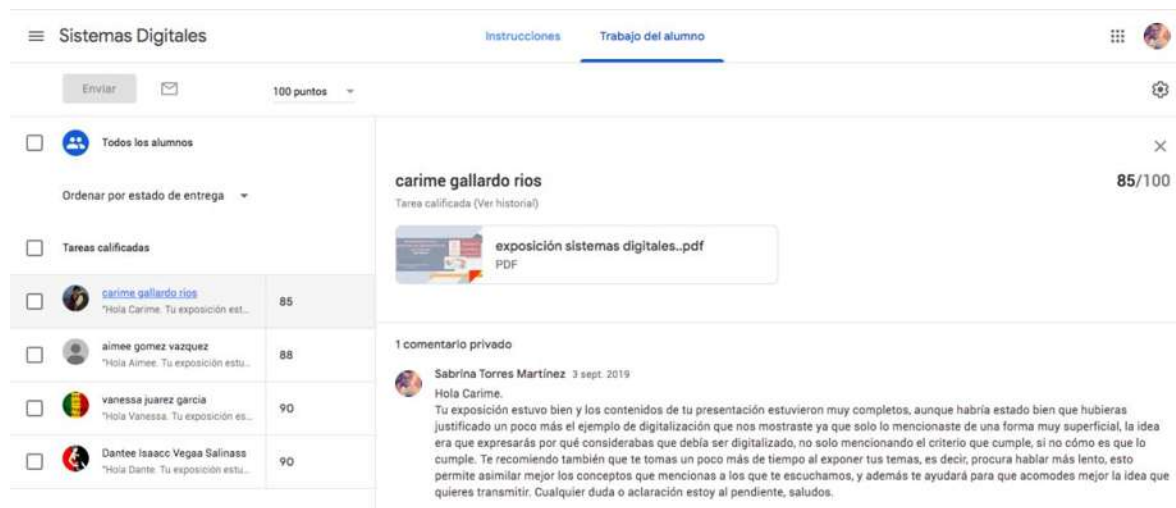 Sistemas Digitales
Instrucciones
Trabajo del alumno
Enviar
100 puntos
Todos los alumnos
Ordenar por estado de entrega
Tareas calificadas
carime gallardo rios
"Hola Carime. Tu exposición est...
85
aimee gomez vazquez
"Hola Aimee. Tu exposición estu...
88
vanessa juarez garcia
"Hola Vanessa. Tu exposición es...
90
Dantee Isaacc Vegaa Salinass
"Hola Dante. Tu exposición estu...
90
carime gallardo rios
85/100
Tarea calificada (Ver historial)
exposición sistemas digitales..pdf
PDF
1 comentario privado
Sabrina Torres Martínez 3 sept. 2019
Hola Carime.
Tu exposición estuvo bien y los contenidos de tu presentación estuvieron muy completos, aunque habría estado bien que hubieras
justificado un poco más el ejemplo de digitalización que nos mostraste ya que solo lo mencionaste de una forma muy superficial, la idea
era que expresarás por qué considerabas que debía ser digitalizado, no solo mencionando el criterio que cumple, si no cómo es que lo
cumple. Te recomiendo también que te tomas un poco más de tiempo al exponer tus temas, es decir, procura hablar más lento, esto
permite asimilar mejor los conceptos que mencionas a los que te escuchamos, y además te ayudará para que acomodes mejor la idea que
quieres transmitir. Cualquier duda o aclaración estoy al pendiente, saludos.